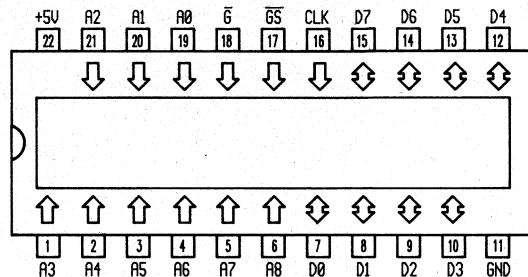 +5V A2 A1 A0 G̅ G̅S̅ CLK D7 D6 D5 D4
22 21 20 19 18 17 16 15 14 13 12
1 2 3 4 5 6 7 8 9 10 11
A3 A4 A5 A6 A7 A8 D0 D1 D2 D3 GND